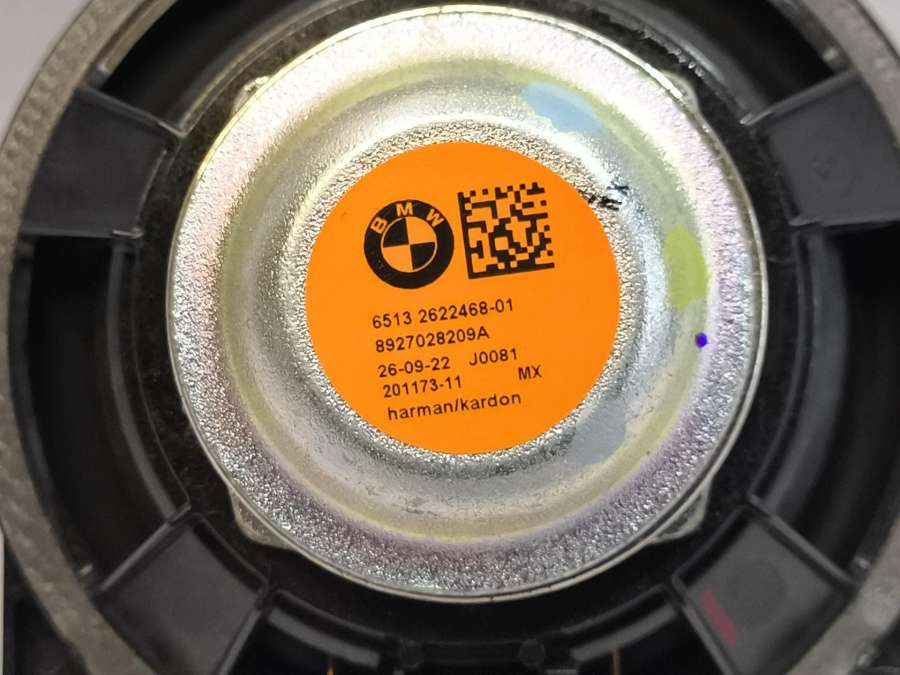 BMW
6513 2622468-01
8927028209A
26-09-22 J0081
201173-11 MX
harman/kardon